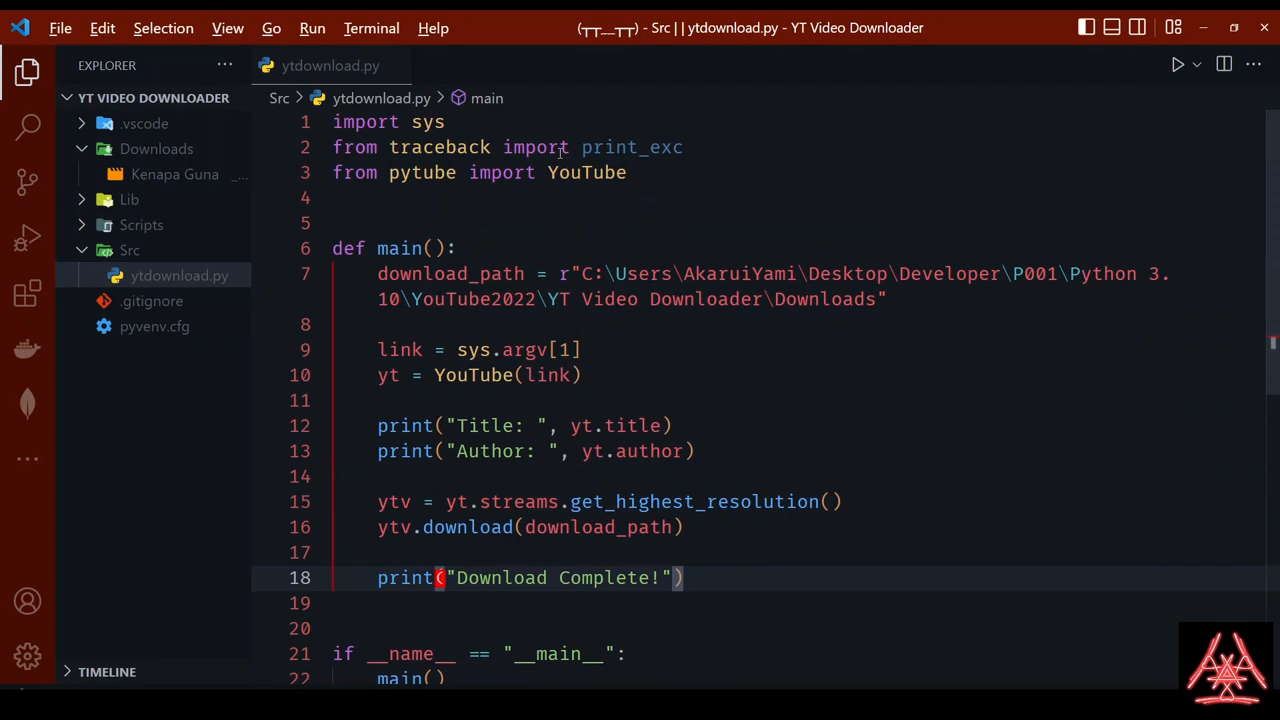 File Edit Selection View Go Run Terminal Help (┬┬﹏┬┬) - Src || ytdownload.py - YT Video Downloader
EXPLORER ···
YT VIDEO DOWNLOADER
.vscode
Downloads
Kenapa Guna _...
Lib
Scripts
Src
ytdownload.py
.gitignore
pyvenv.cfg
TIMELINE
ytdownload.py
Src > ytdownload.py > main
1 import sys
2 from traceback import print_exc
3 from pytube import YouTube
4
5
6 def main():
7 download_path = r"C:\Users\AkaruiYami\Desktop\Developer\P001\Python 3.
10\YouTube2022\YT Video Downloader\Downloads"
8
9 link = sys.argv[1]
10 yt = YouTube(link)
11
12 print("Title: ", yt.title)
13 print("Author: ", yt.author)
14
15 ytv = yt.streams.get_highest_resolution()
16 ytv.download(download_path)
17
18 print("Download Complete!")
19
20
21 if __name__ == "__main__":
22 main()